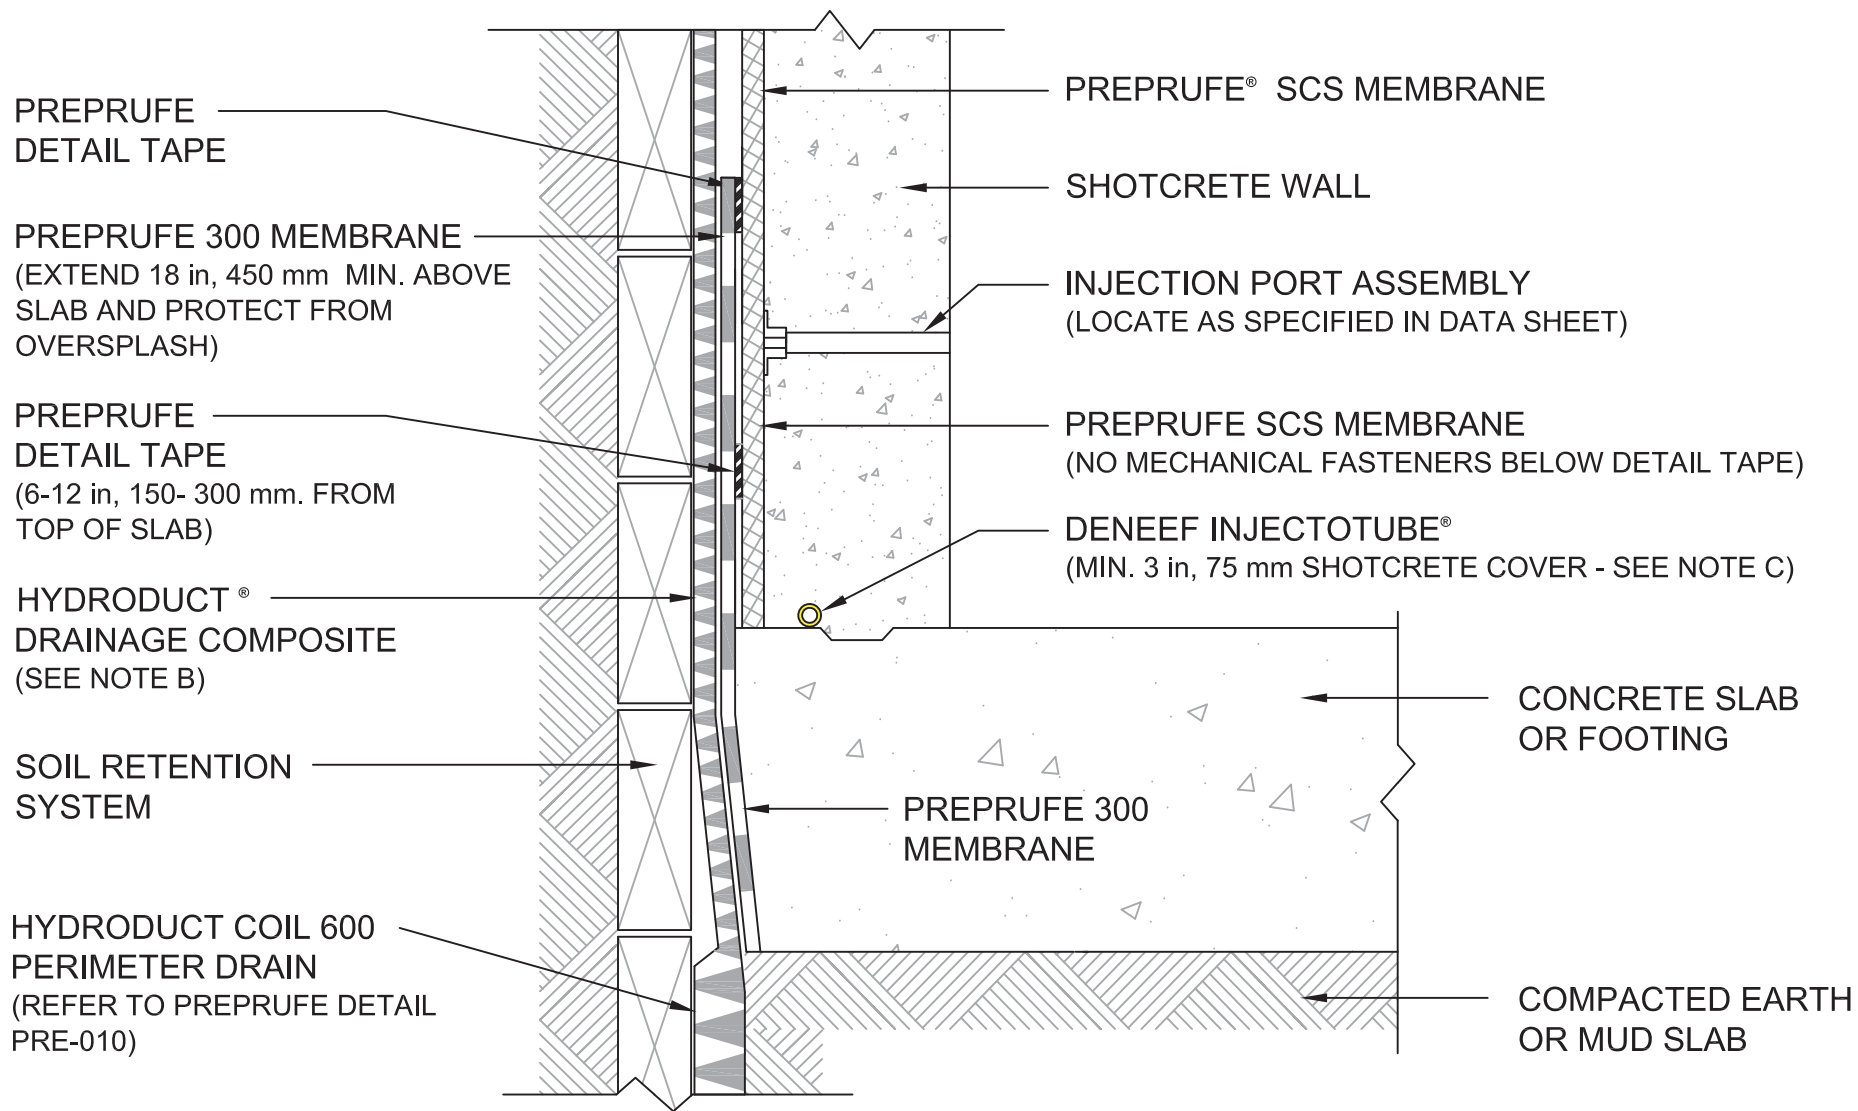 PREPRUFE
DETAIL TAPE
PREPRUFE 300 MEMBRANE
(EXTEND 18 in, 450 mm MIN. ABOVE
SLAB AND PROTECT FROM
OVERSPLASH)
PREPRUFE
DETAIL TAPE
(6-12 in, 150- 300 mm. FROM
TOP OF SLAB)
HYDRODUCT ®
DRAINAGE COMPOSITE
(SEE NOTE B)
SOIL RETENTION
SYSTEM
HYDRODUCT COIL 600
PERIMETER DRAIN
(REFER TO PREPRUFE DETAIL
PRE-010)
PREPRUFE® SCS MEMBRANE
SHOTCRETE WALL
INJECTION PORT ASSEMBLY
(LOCATE AS SPECIFIED IN DATA SHEET)
PREPRUFE SCS MEMBRANE
(NO MECHANICAL FASTENERS BELOW DETAIL TAPE)
DENEEF INJECTOTUBE®
(MIN. 3 in, 75 mm SHOTCRETE COVER - SEE NOTE C)
CONCRETE SLAB
OR FOOTING
PREPRUFE 300
MEMBRANE
COMPACTED EARTH
OR MUD SLAB